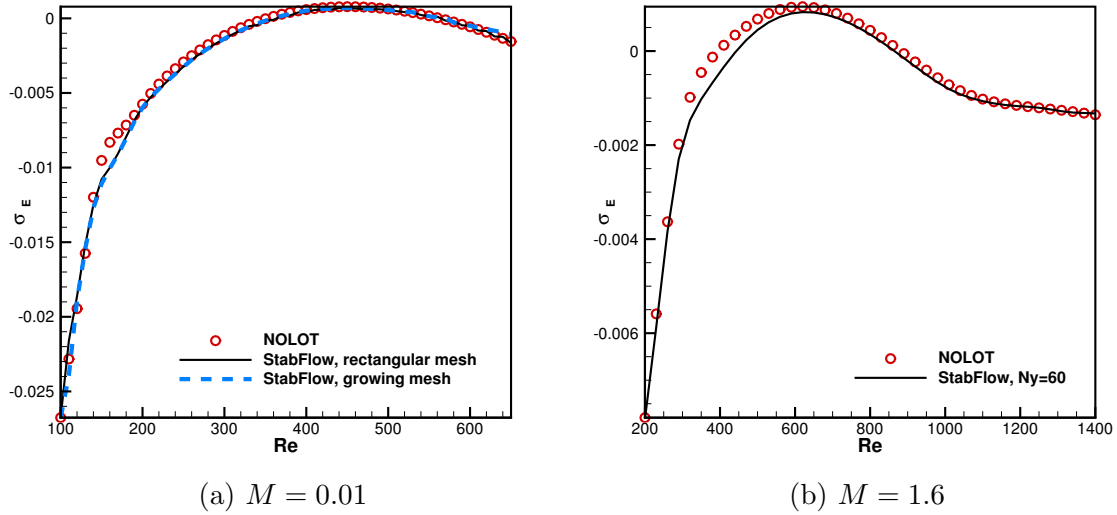 0
-0.005
-0.01
-0.015
-0.02
-0.025
σ E
100 200 300 400 500 600
Re
NOLOT
StabFlow, rectangular mesh
StabFlow, growing mesh
(a) M = 0.01
0
-0.002
-0.004
-0.006
σ E
200 400 600 800 1000 1200 1400
Re
NOLOT
StabFlow, Ny=60
(b) M = 1.6